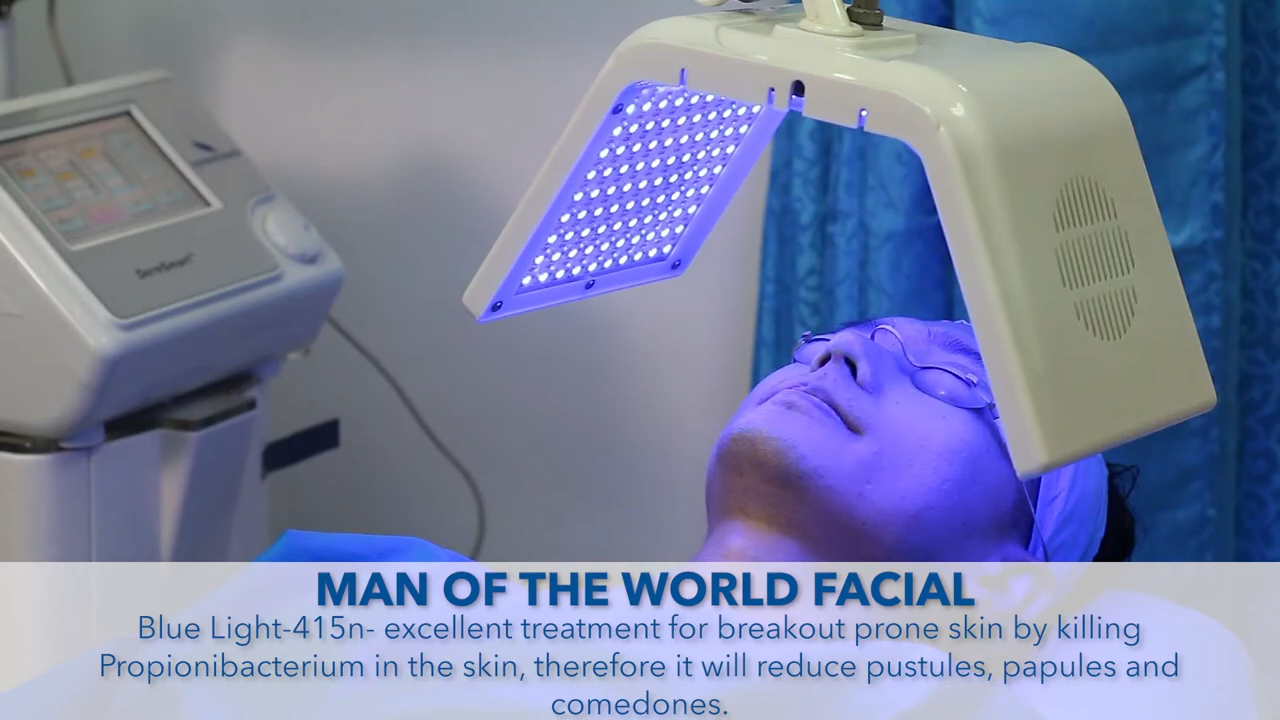 MAN OF THE WORLD FACIAL
Blue Light-415n- excellent treatment for breakout prone skin by killing
Propionibacterium in the skin, therefore it will reduce pustules, papules and
comedones.